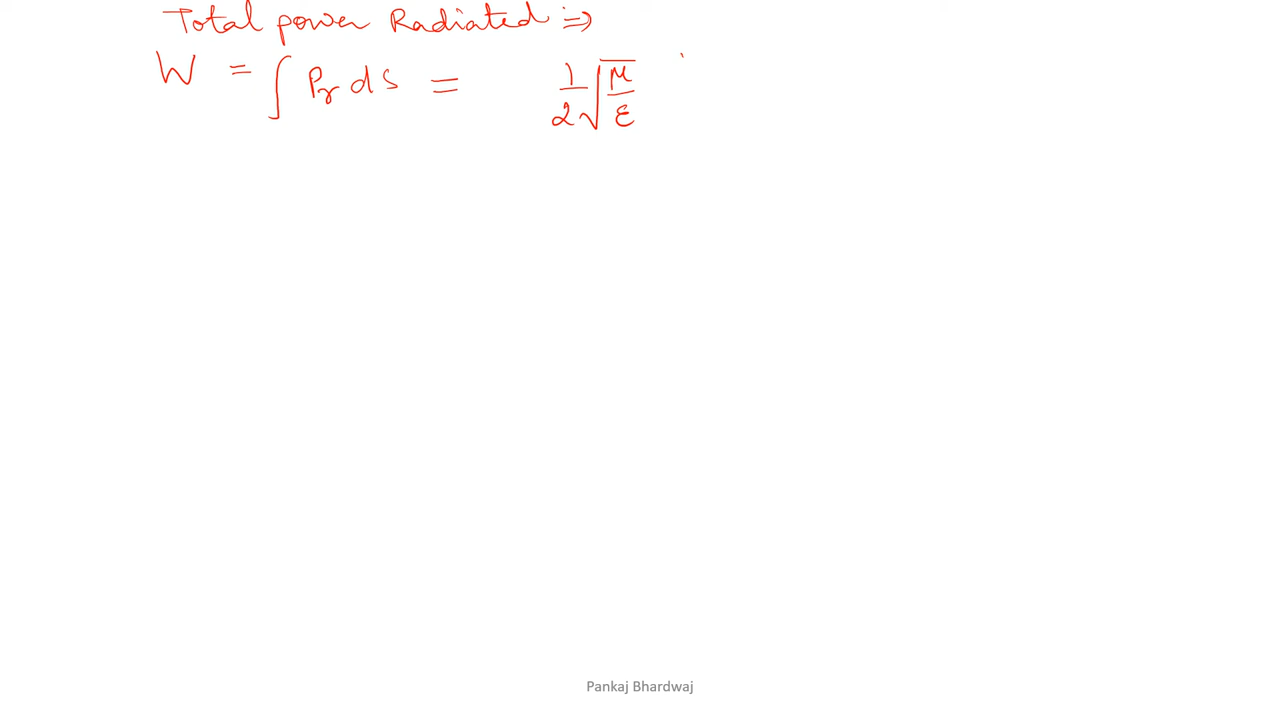 Total power Radiated :⇒
W = ∫ Pr ds = 1/2 √(μ/ε)
Pankaj Bhardwaj